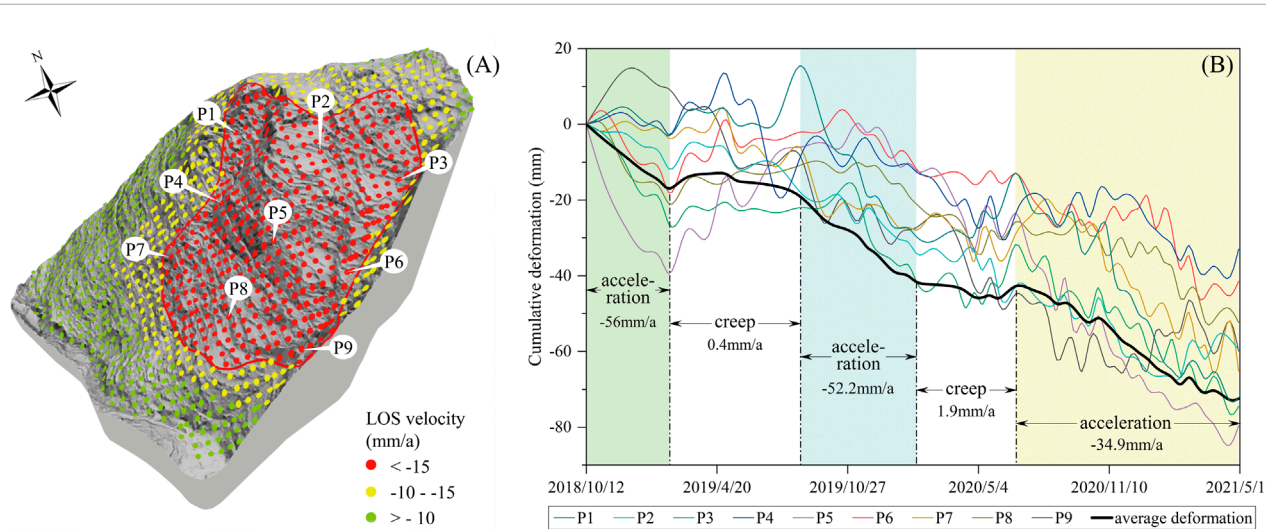 N
(A)
P1
P2
P3
P4
P5
P6
P7
P8
P9
LOS velocity
(mm/a)
< -15
-10 - -15
> - 10
(B)
Cumulative deformation (mm)
20
0
-20
-40
-60
-80
accele-
ration
-56mm/a
creep
0.4mm/a
accele-
ration
-52.2mm/a
creep
1.9mm/a
acceleration
-34.9mm/a
2018/10/12 2019/4/20 2019/10/27 2020/5/4 2020/11/10 2021/5/1
P1 P2 P3 P4 P5 P6 P7 P8 P9 average deformation